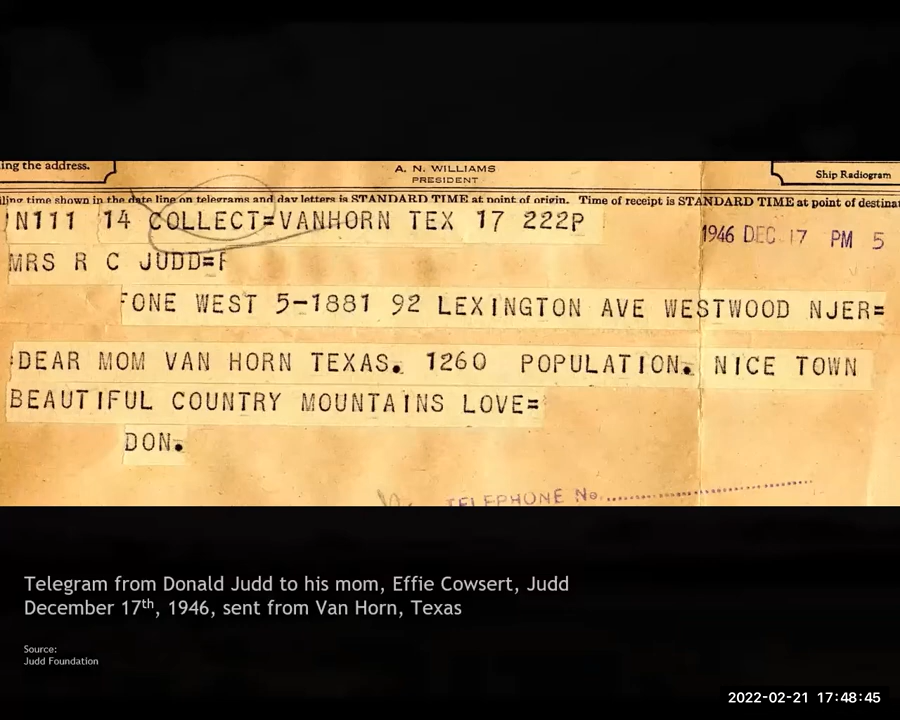 ing the address.
A. N. WILLIAMS
PRESIDENT
Ship Radiogram
iling time shown in the date line on telegrams and day letters is STANDARD TIME at point of origin. Time of receipt is STANDARD TIME at point of destinat
N111 14 COLLECT=VANHORN TEX 17 222P
1946 DEC 17 PM 5
MRS R C JUDD=
ONE WEST 5-1881 92 LEXINGTON AVE WESTWOOD NJER=
:DEAR MOM VAN HORN TEXAS. 1260 POPULATION. NICE TOWN
BEAUTIFUL COUNTRY MOUNTAINS LOVE=
DON.
TELEPHONE No.
Telegram from Donald Judd to his mom, Effie Cowsert, Judd
December 17th, 1946, sent from Van Horn, Texas
Source:
Judd Foundation
2022-02-21 17:48:45